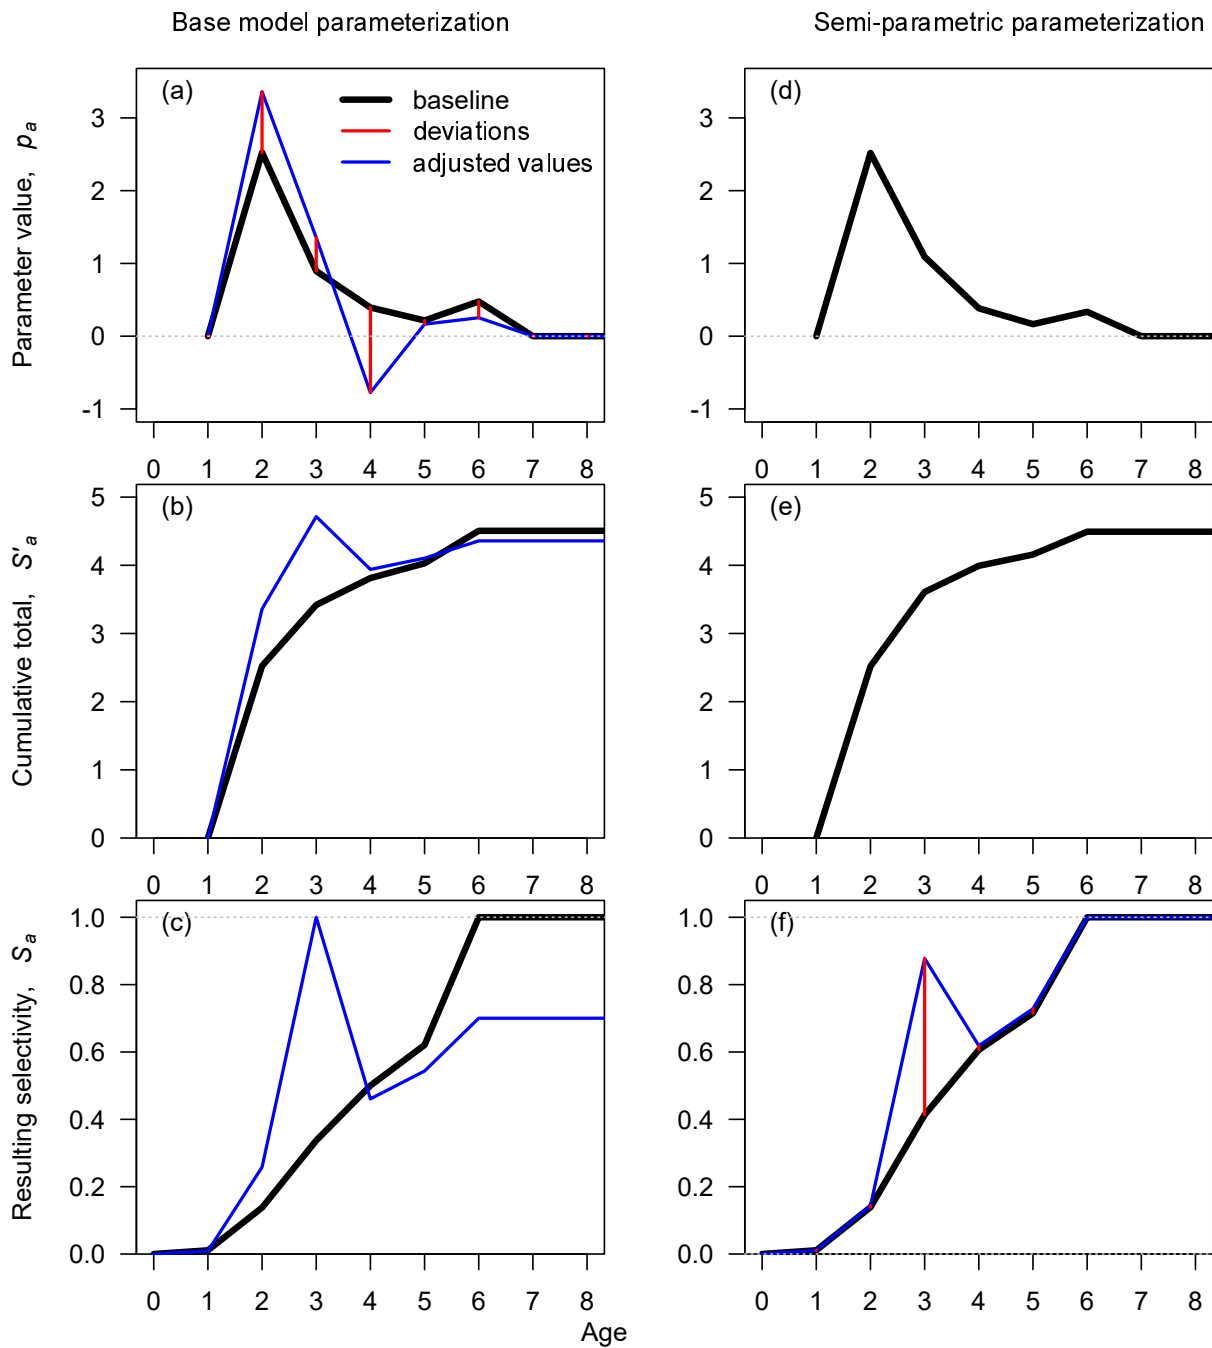 Base model parameterization
Semi-parametric parameterization
Parameter value, pₐ
(a)
baseline
deviations
adjusted values
3
2
1
0
-1
0 1 2 3 4 5 6 7 8
(d)
3
2
1
0
-1
0 1 2 3 4 5 6 7 8
Cumulative total, S'ₐ
(b)
5
4
3
2
1
0
0 1 2 3 4 5 6 7 8
(e)
5
4
3
2
1
0
0 1 2 3 4 5 6 7 8
Resulting selectivity, Sₐ
(c)
1.0
0.8
0.6
0.4
0.2
0.0
0 1 2 3 4 5 6 7 8
(f)
1.0
0.8
0.6
0.4
0.2
0.0
0 1 2 3 4 5 6 7 8
Age